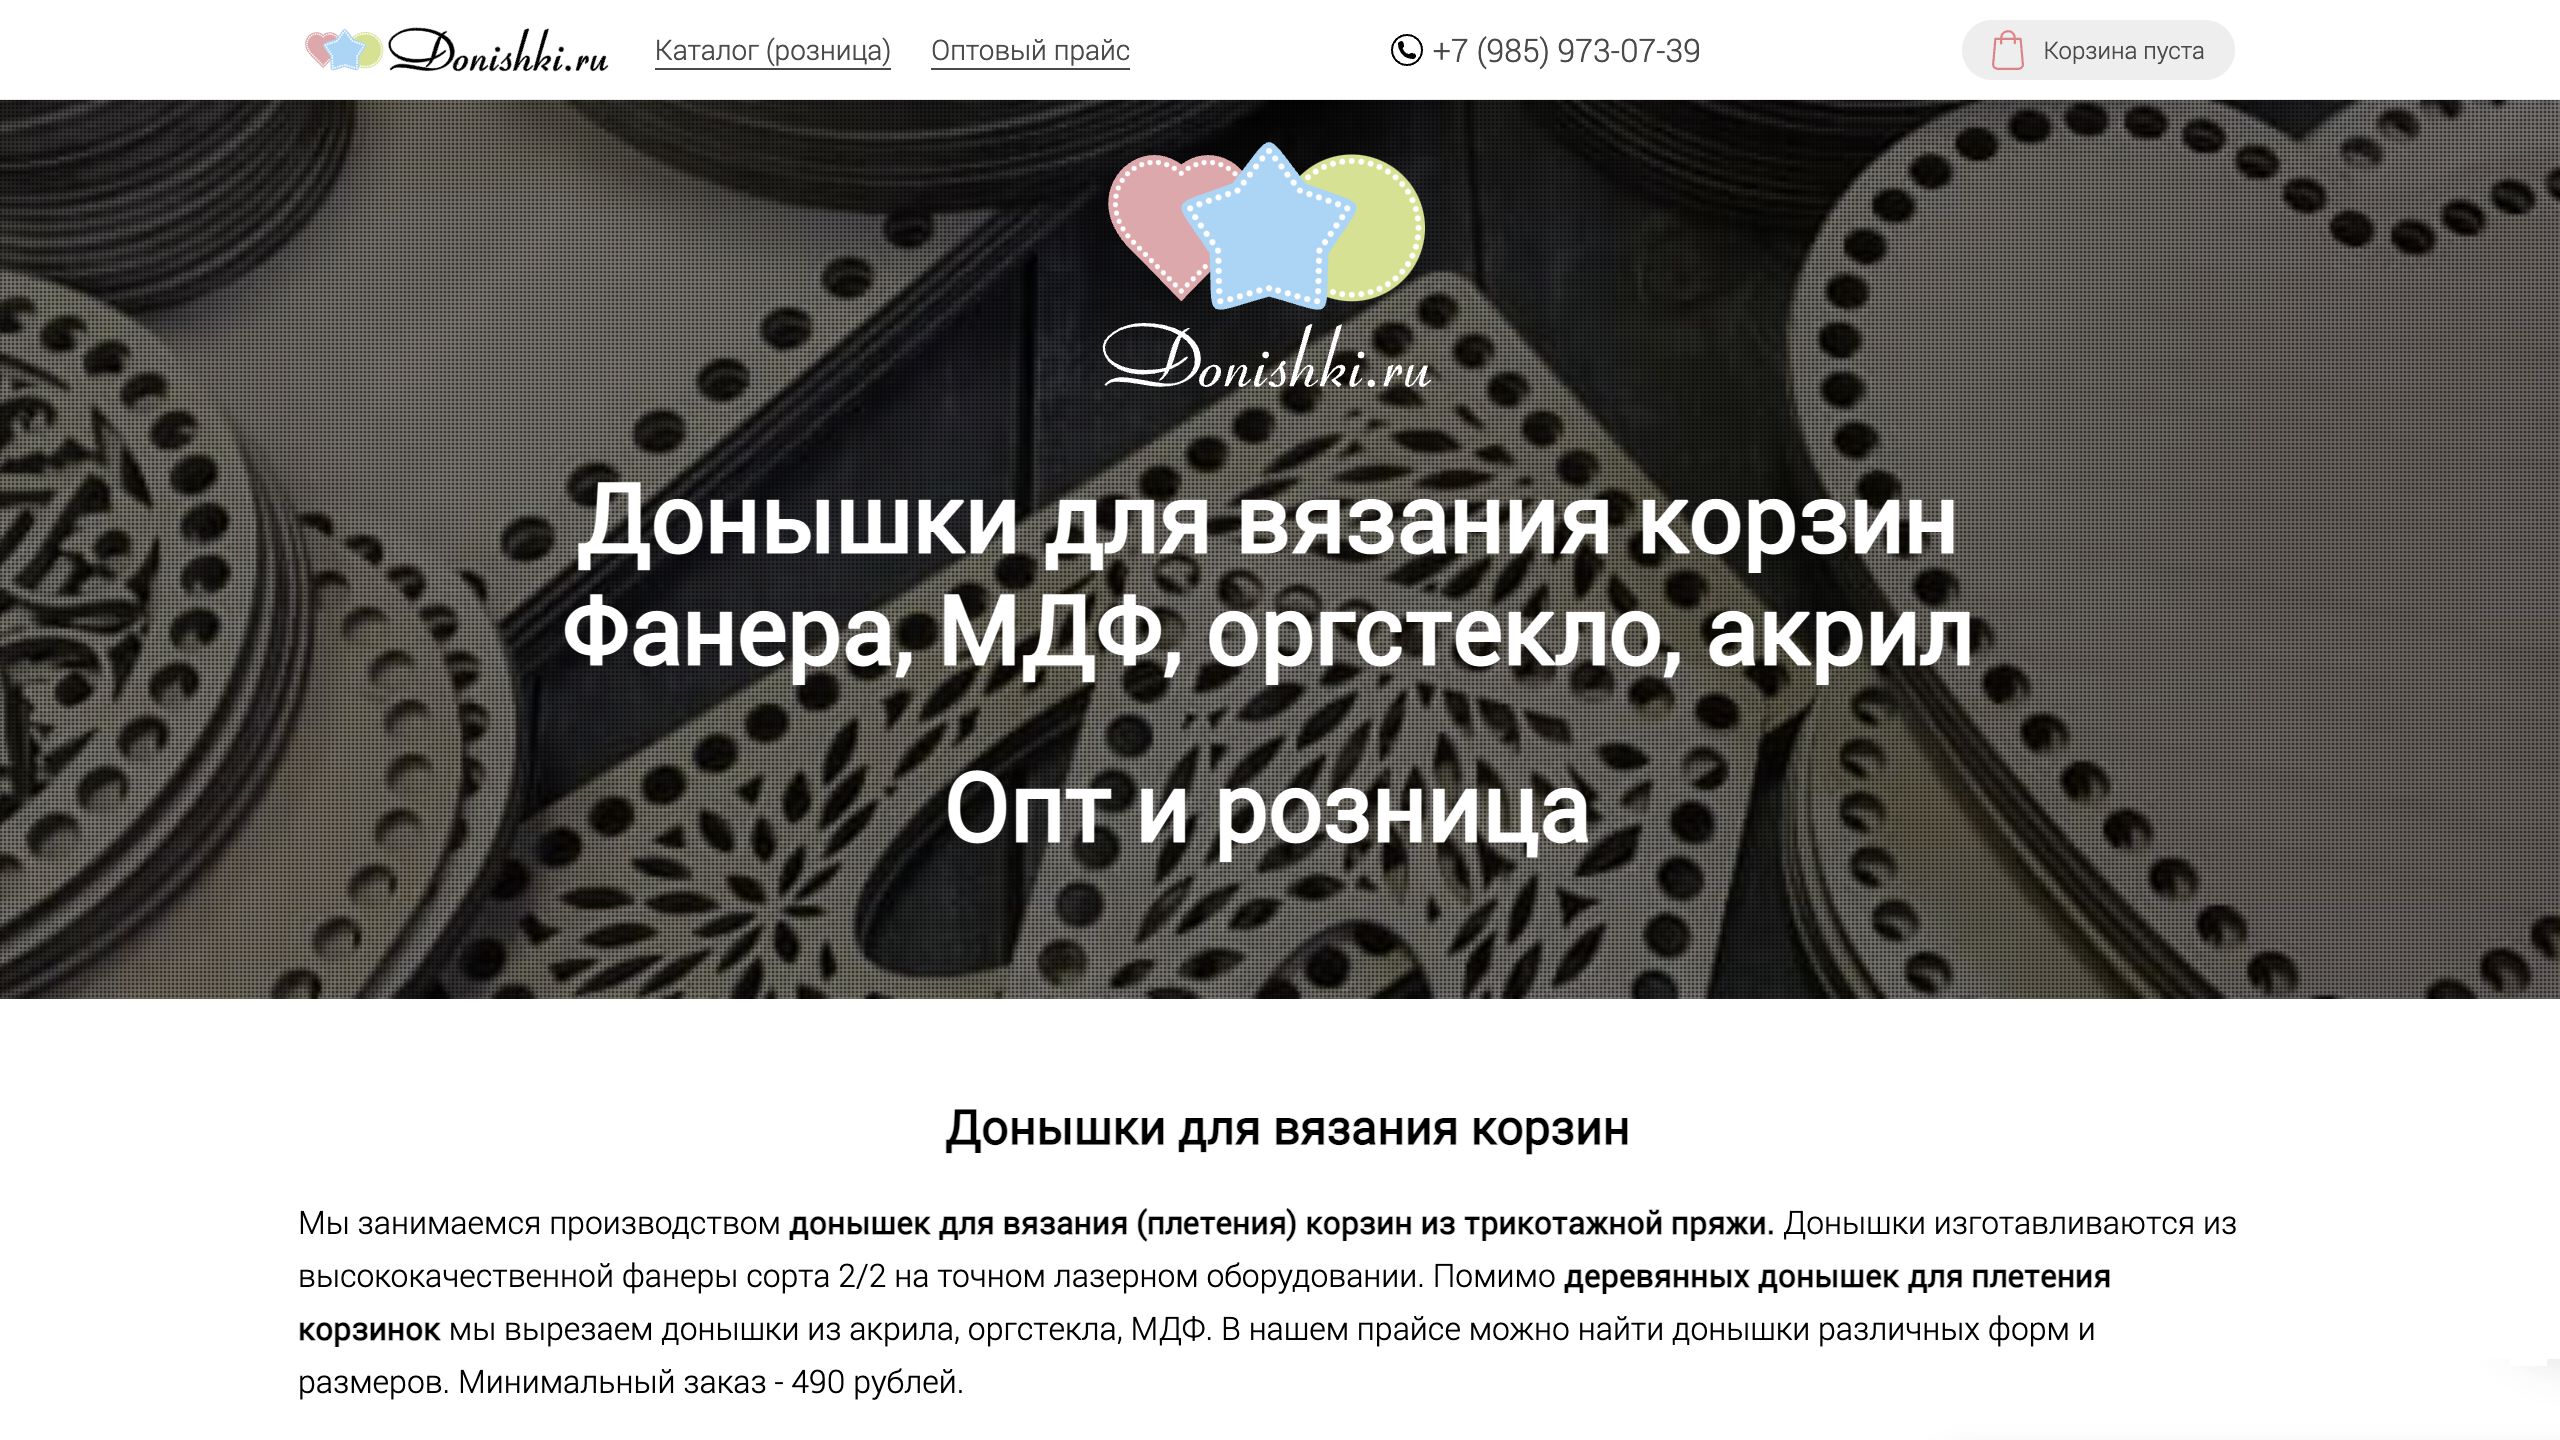 Donishki.ru
Каталог (розница)
Оптовый прайс
+7 (985) 973-07-39
Корзина пуста
Donishki.ru
Донышки для вязания корзин
Фанера, МДФ, оргстекло, акрил
Опт и розница
Донышки для вязания корзин
Мы занимаемся производством донышек для вязания (плетения) корзин из трикотажной пряжи. Донышки изготавливаются из
высококачественной фанеры сорта 2/2 на точном лазерном оборудовании. Помимо деревянных донышек для плетения
корзинок мы вырезаем донышки из акрила, оргстекла, МДФ. В нашем прайсе можно найти донышки различных форм и
размеров. Минимальный заказ - 490 рублей.